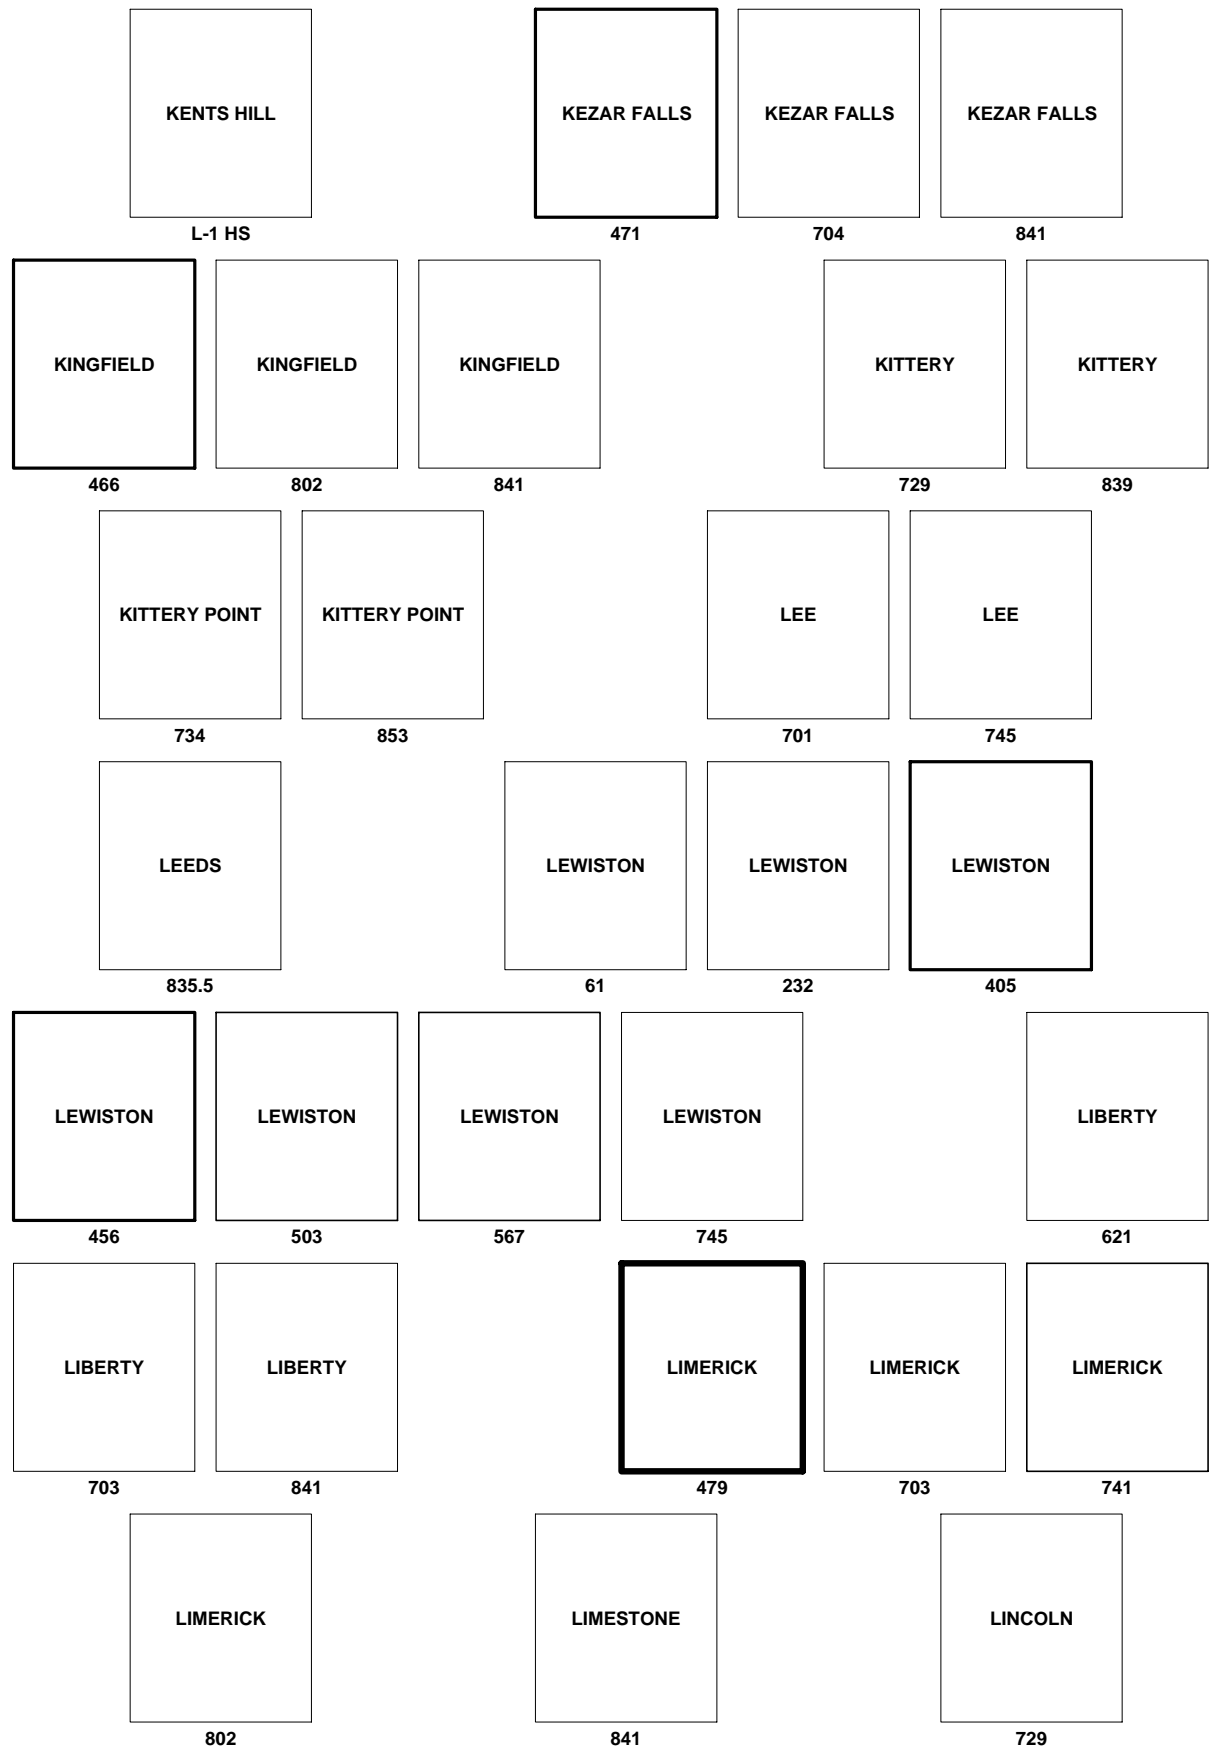 KENTS HILL KEZAR FALLS KEZAR FALLS KEZAR FALLS
L-1 HS 471 704 841
KINGFIELD KINGFIELD KINGFIELD KITTERY KITTERY
466 802 841 729 839
KITTERY POINT KITTERY POINT LEE LEE
734 853 701 745
LEEDS LEWISTON LEWISTON LEWISTON
835.5 61 232 405
LEWISTON LEWISTON LEWISTON LEWISTON LIBERTY
456 503 567 745 621
LIBERTY LIBERTY LIMERICK LIMERICK LIMERICK
703 841 479 703 741
LIMERICK LIMESTONE LINCOLN
802 841 729